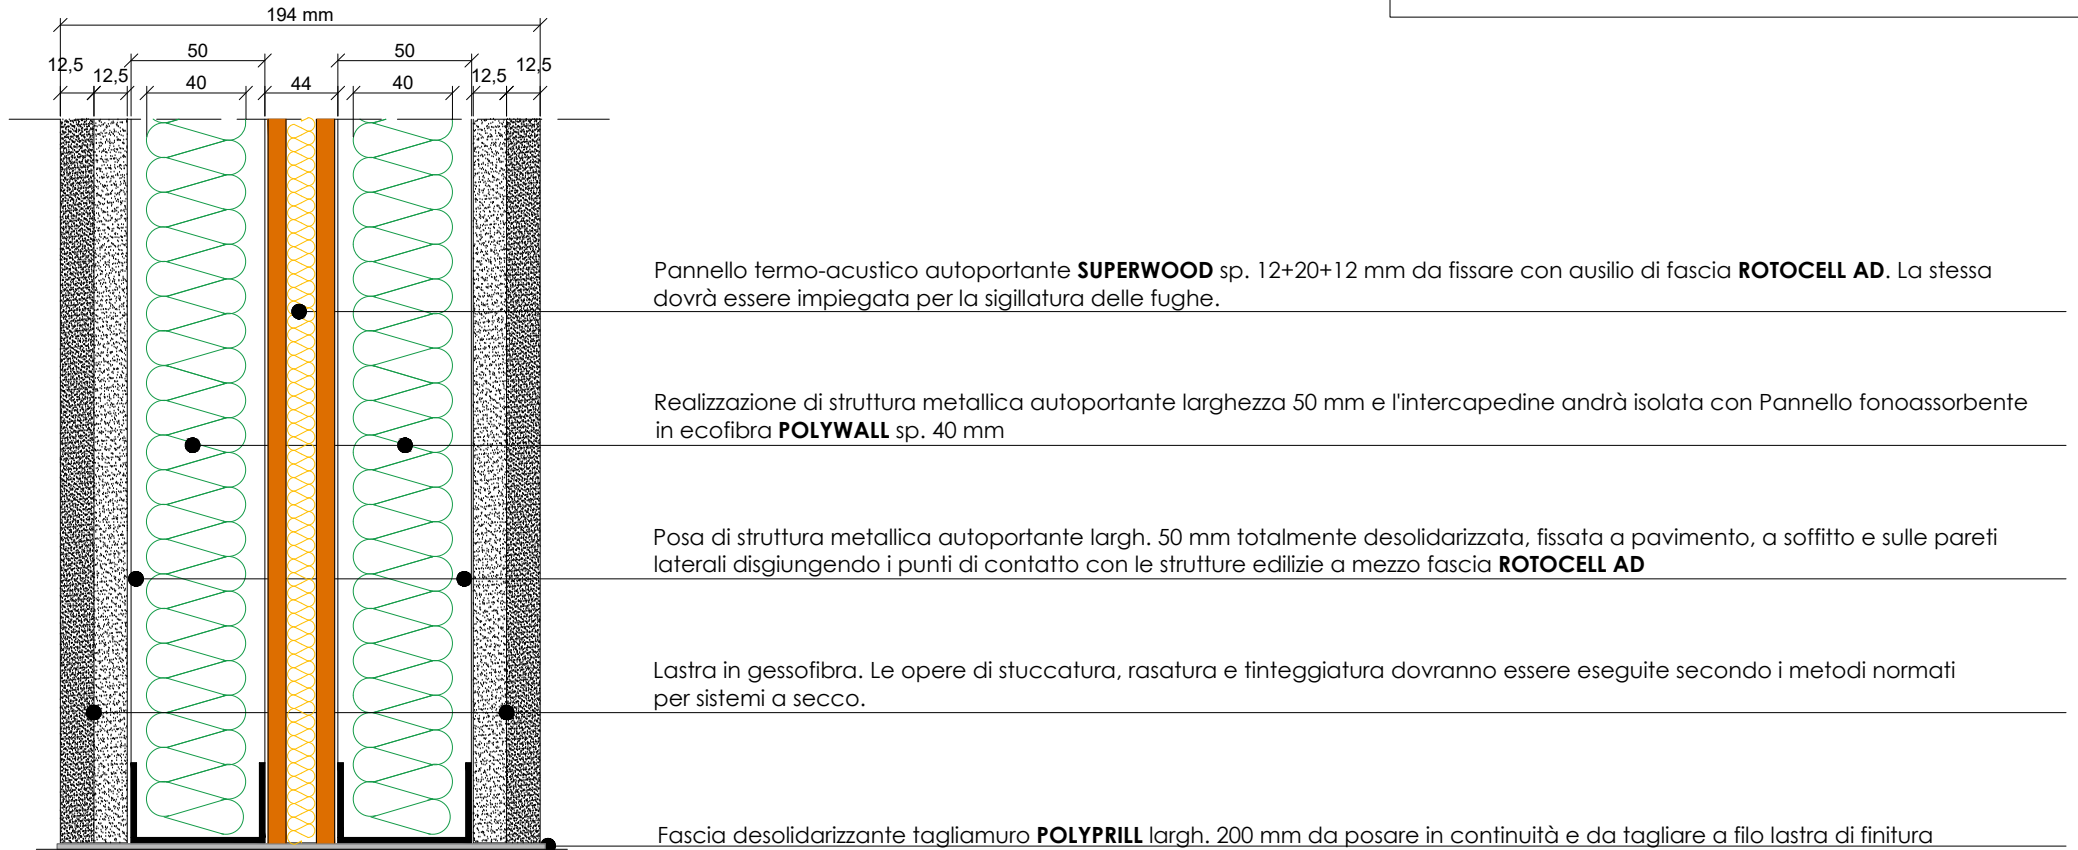 194 mm
50
50
12,5
12,5
12,5
12,5
40
44
40
Pannello termo-acustico autoportante SUPERWOOD sp. 12+20+12 mm da fissare con ausilio di fascia ROTOCELL AD. La stessa
dovrà essere impiegata per la sigillatura delle fughe.
Realizzazione di struttura metallica autoportante larghezza 50 mm e l'intercapedine andrà isolata con Pannello fonoassorbente
in ecofibra POLYWALL sp. 40 mm
Posa di struttura metallica autoportante largh. 50 mm totalmente desolidarizzata, fissata a pavimento, a soffitto e sulle pareti
laterali disgiungendo i punti di contatto con le strutture edilizie a mezzo fascia ROTOCELL AD
Lastra in gessofibra. Le opere di stuccatura, rasatura e tinteggiatura dovranno essere eseguite secondo i metodi normati
per sistemi a secco.
Fascia desolidarizzante tagliamuro POLYPRILL largh. 200 mm da posare in continuità e da tagliare a filo lastra di finitura